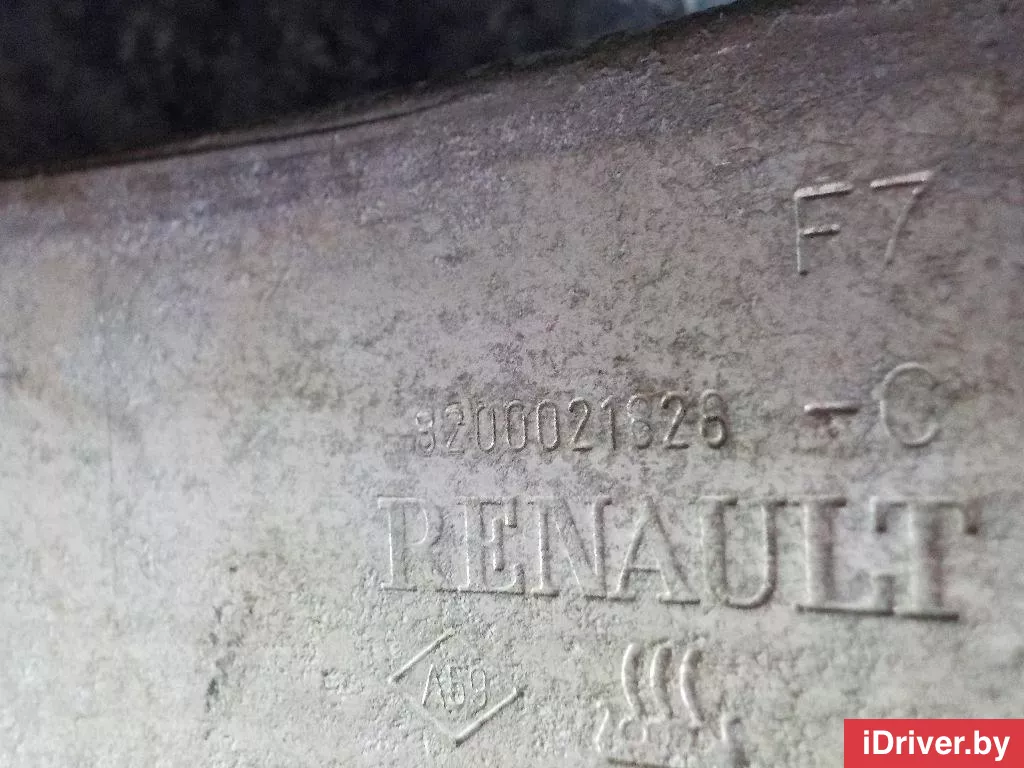 F7
8200021826 -C
RENAULT
A59
iDriver.by